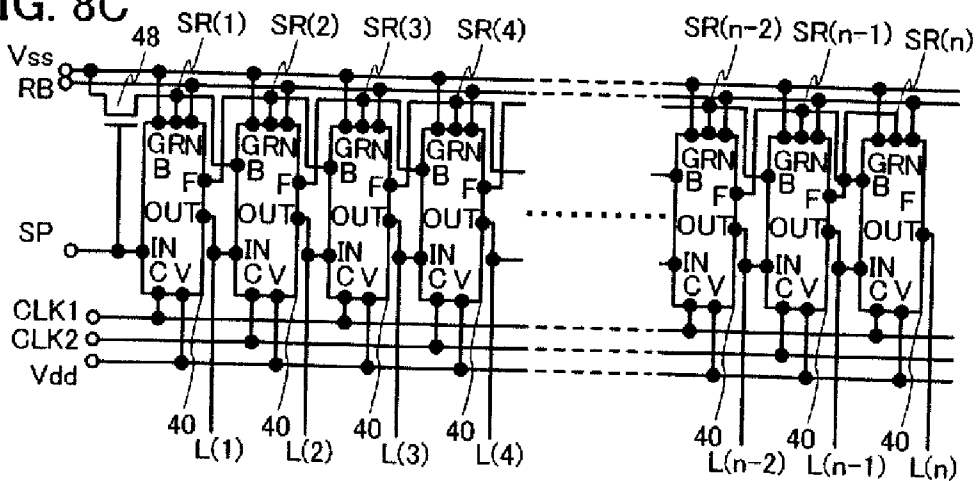 FIG. 8C
48 SR(1) SR(2) SR(3) SR(4) SR(n-2) SR(n-1) SR(n)
Vss
RB
GRN GRN GRN GRN GRN GRN GRN
B B B B B B B
F F F F F F F
OUT OUT OUT OUT OUT OUT OUT
SP
IN IN IN IN IN IN IN
C V C V C V C V C V C V C V
CLK1
CLK2
Vdd
40 40 40 40 40 40 40
L(1) L(2) L(3) L(4) L(n-2) L(n-1) L(n)